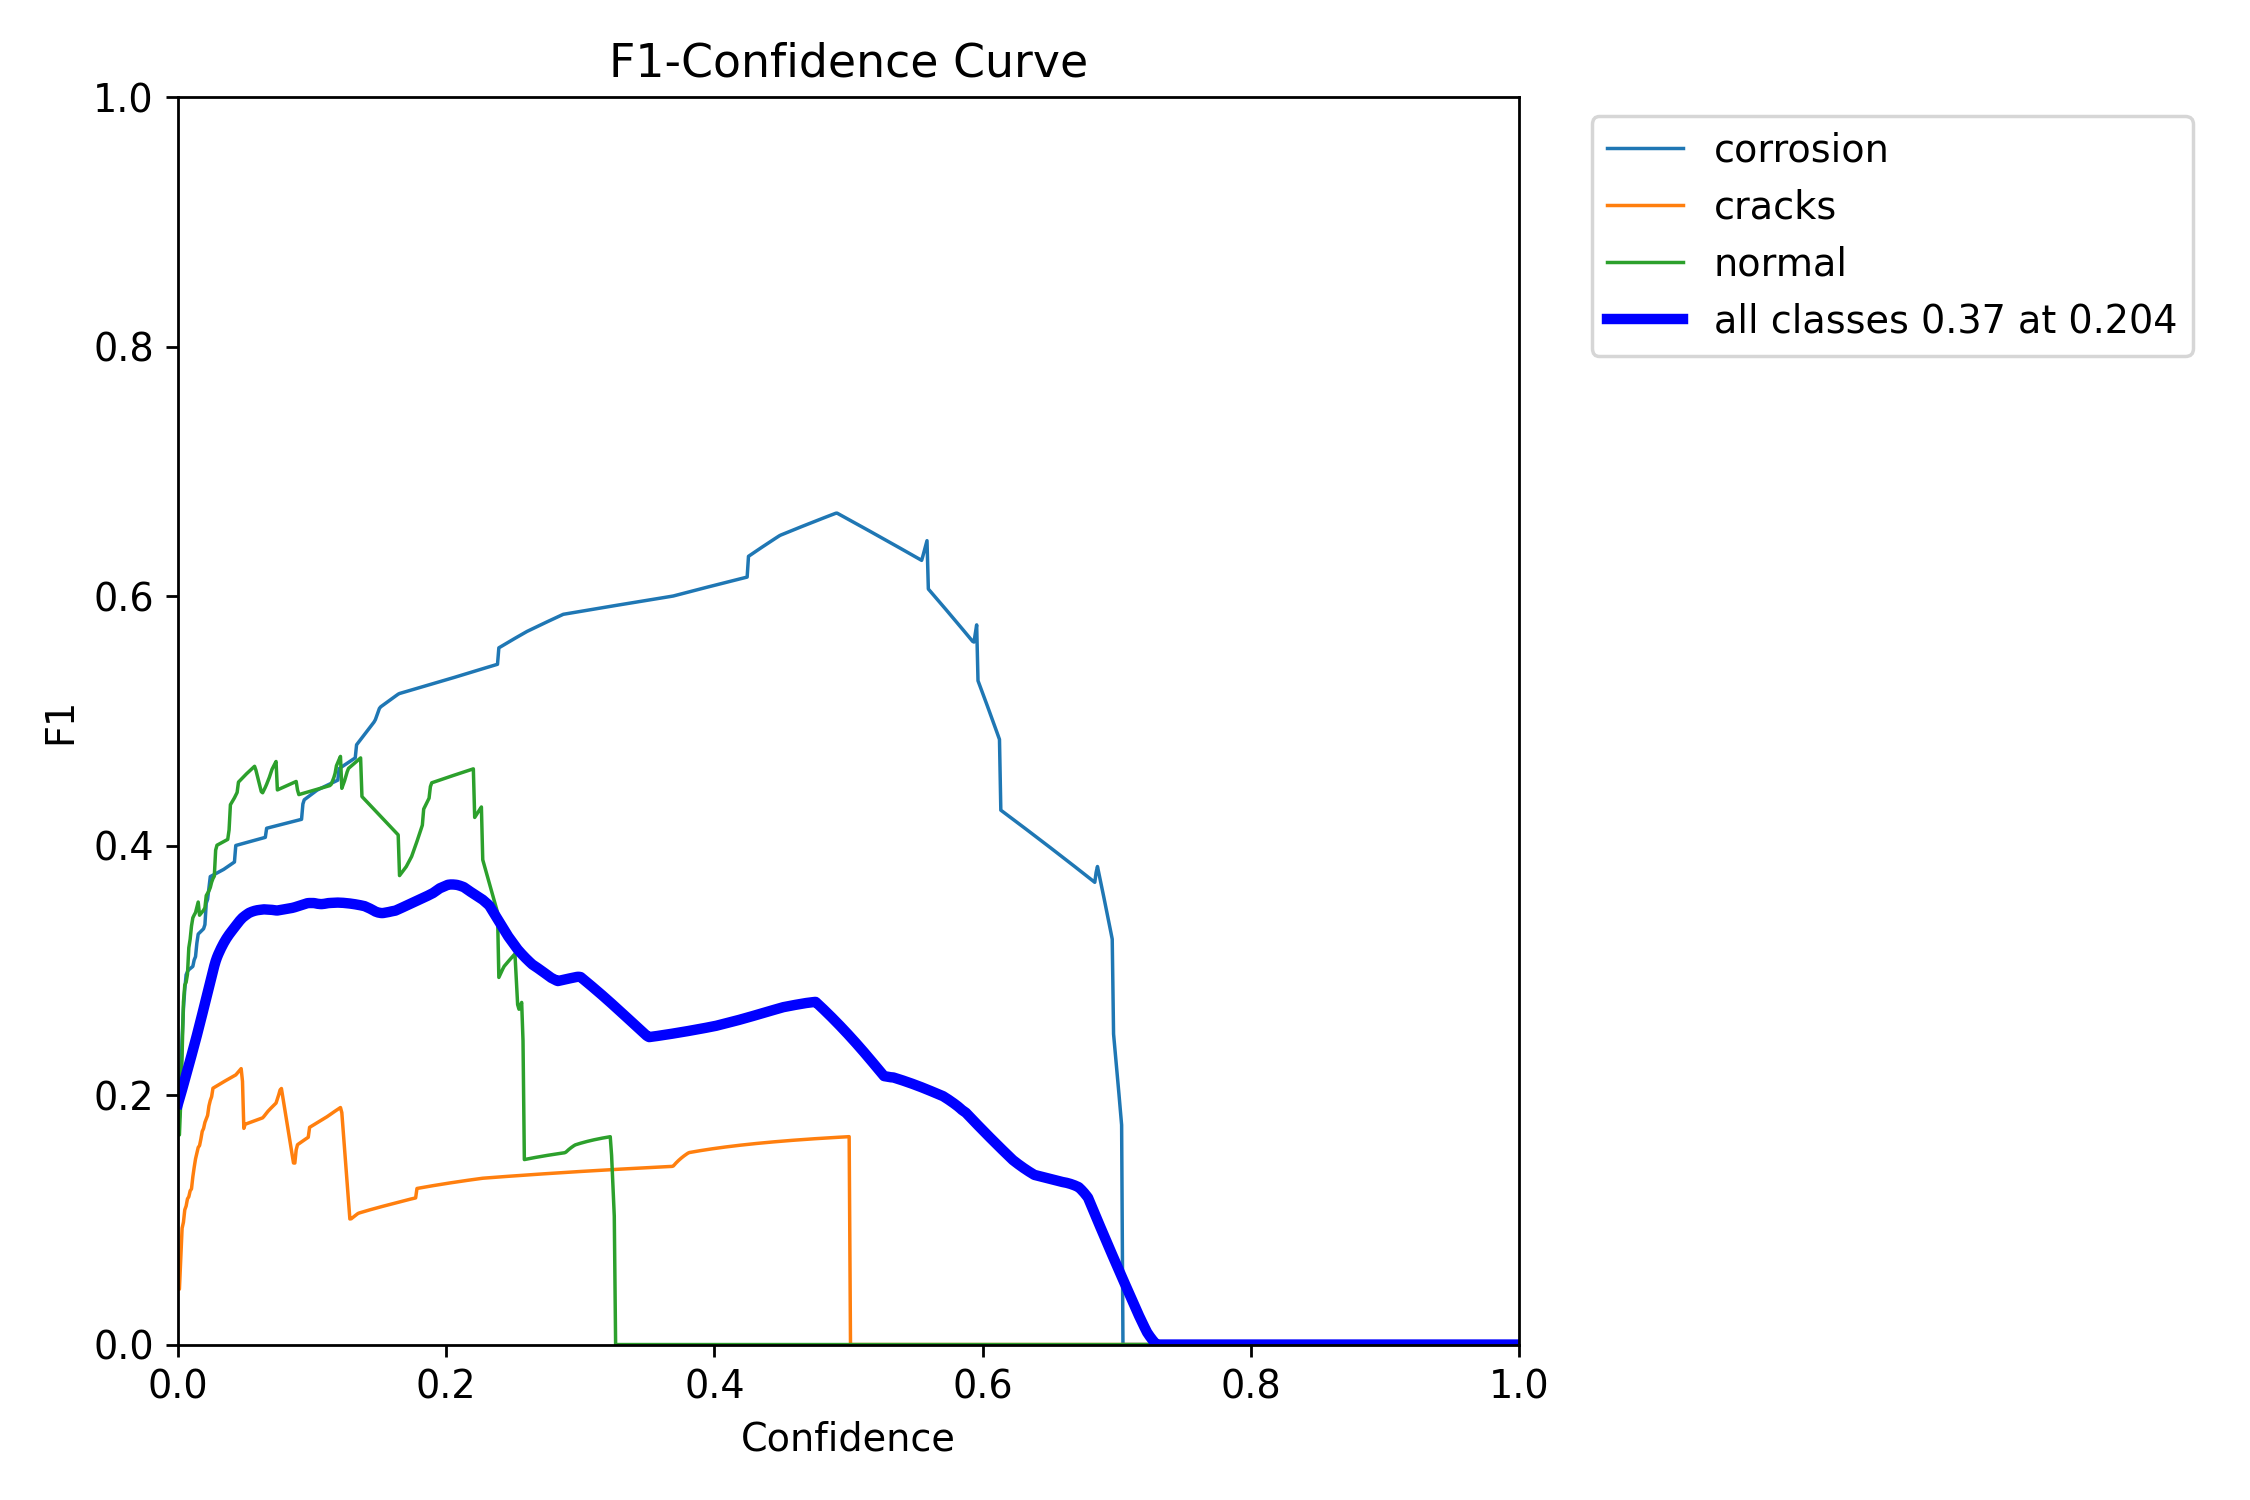 F1-Confidence Curve
1.0
0.8
0.6
0.4
0.2
0.0
F1
0.0 0.2 0.4 0.6 0.8 1.0
Confidence
corrosion
cracks
normal
all classes 0.37 at 0.204